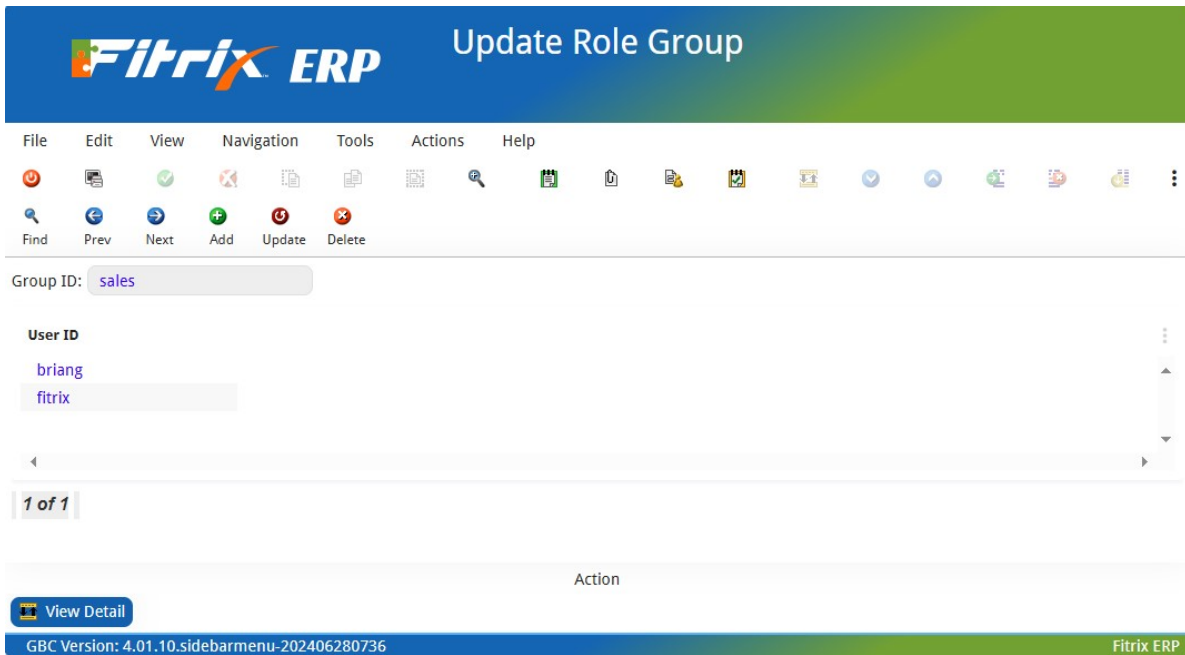 Fitrix ERP
Update Role Group
File Edit View Navigation Tools Actions Help
Find Prev Next Add Update Delete
Group ID: sales
User ID
briang
fitrix
1 of 1
Action
View Detail
GBC Version: 4.01.10.sidebarmenu-202406280736 Fitrix ERP